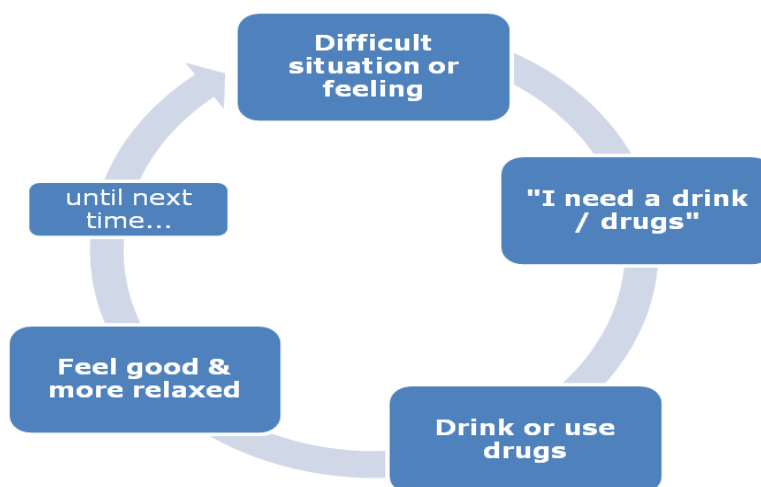 Difficult
situation or
feeling
"I need a drink
/ drugs"
Drink or use
drugs
Feel good &
more relaxed
until next
time...